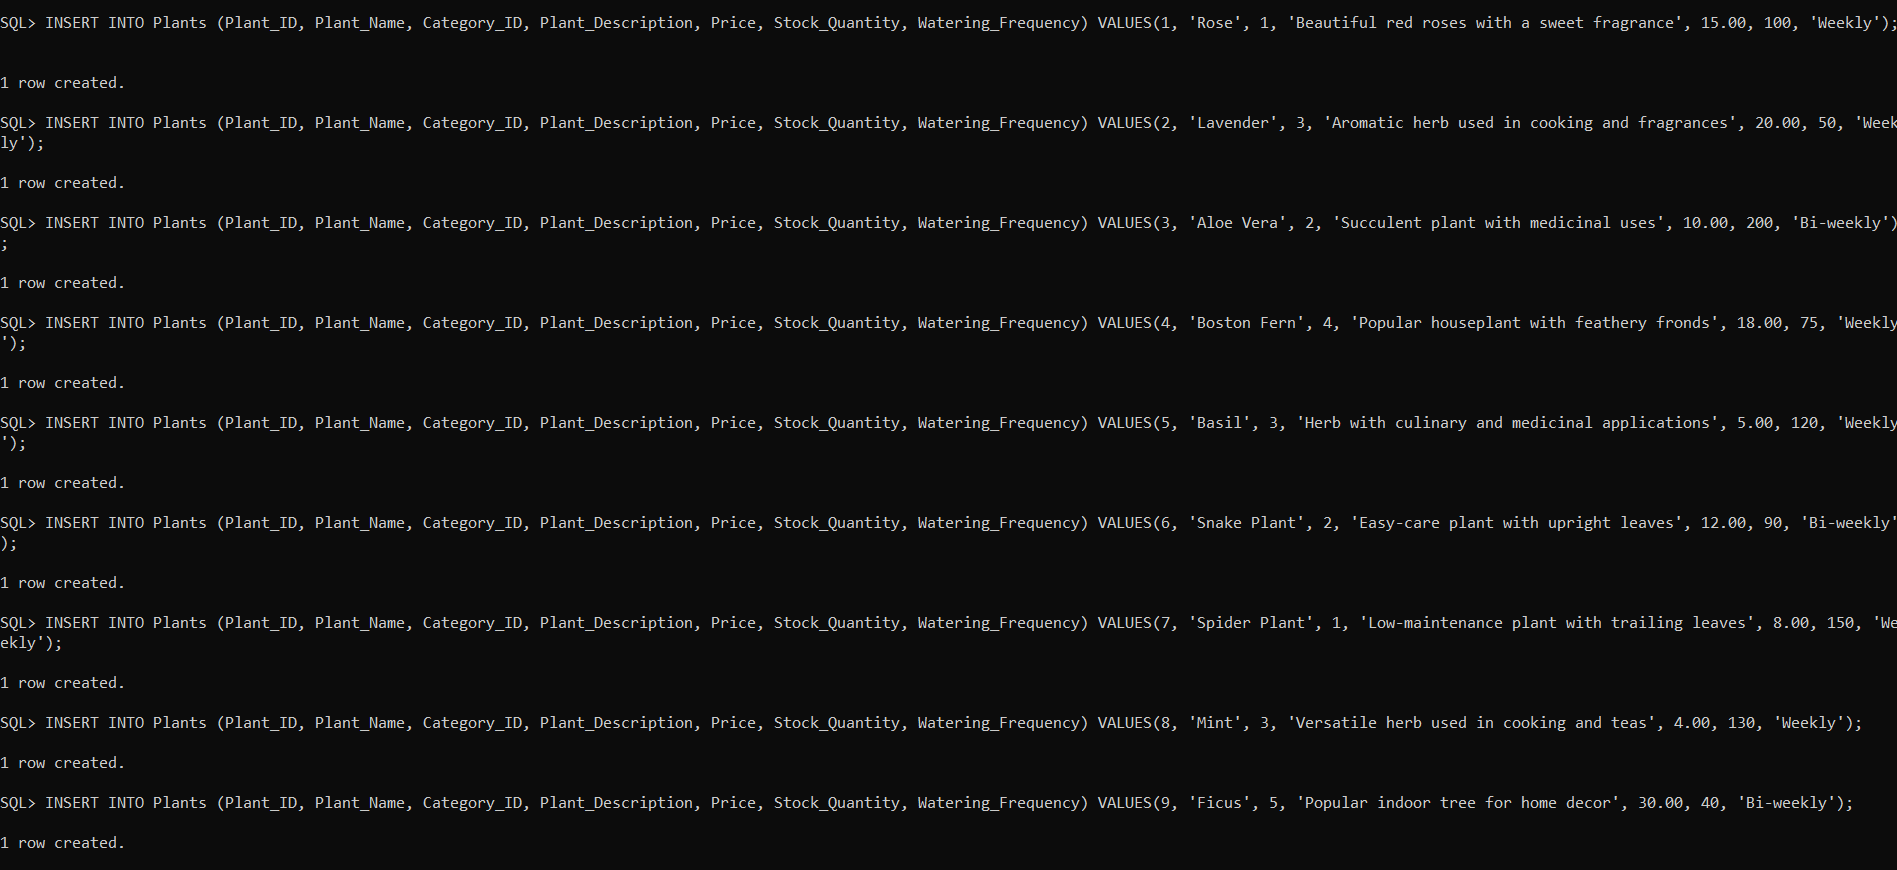 SQL> INSERT INTO Plants (Plant_ID, Plant_Name, Category_ID, Plant_Description, Price, Stock_Quantity, Watering_Frequency) VALUES(1, 'Rose', 1, 'Beautiful red roses with a sweet fragrance', 15.00, 100, 'Weekly');
1 row created.
SQL> INSERT INTO Plants (Plant_ID, Plant_Name, Category_ID, Plant_Description, Price, Stock_Quantity, Watering_Frequency) VALUES(2, 'Lavender', 3, 'Aromatic herb used in cooking and fragrances', 20.00, 50, 'Week
ly');
1 row created.
SQL> INSERT INTO Plants (Plant_ID, Plant_Name, Category_ID, Plant_Description, Price, Stock_Quantity, Watering_Frequency) VALUES(3, 'Aloe Vera', 2, 'Succulent plant with medicinal uses', 10.00, 200, 'Bi-weekly')
;
1 row created.
SQL> INSERT INTO Plants (Plant_ID, Plant_Name, Category_ID, Plant_Description, Price, Stock_Quantity, Watering_Frequency) VALUES(4, 'Boston Fern', 4, 'Popular houseplant with feathery fronds', 18.00, 75, 'Weekly
');
1 row created.
SQL> INSERT INTO Plants (Plant_ID, Plant_Name, Category_ID, Plant_Description, Price, Stock_Quantity, Watering_Frequency) VALUES(5, 'Basil', 3, 'Herb with culinary and medicinal applications', 5.00, 120, 'Weekly
');
1 row created.
SQL> INSERT INTO Plants (Plant_ID, Plant_Name, Category_ID, Plant_Description, Price, Stock_Quantity, Watering_Frequency) VALUES(6, 'Snake Plant', 2, 'Easy-care plant with upright leaves', 12.00, 90, 'Bi-weekly'
);
1 row created.
SQL> INSERT INTO Plants (Plant_ID, Plant_Name, Category_ID, Plant_Description, Price, Stock_Quantity, Watering_Frequency) VALUES(7, 'Spider Plant', 1, 'Low-maintenance plant with trailing leaves', 8.00, 150, 'We
ekly');
1 row created.
SQL> INSERT INTO Plants (Plant_ID, Plant_Name, Category_ID, Plant_Description, Price, Stock_Quantity, Watering_Frequency) VALUES(8, 'Mint', 3, 'Versatile herb used in cooking and teas', 4.00, 130, 'Weekly');
1 row created.
SQL> INSERT INTO Plants (Plant_ID, Plant_Name, Category_ID, Plant_Description, Price, Stock_Quantity, Watering_Frequency) VALUES(9, 'Ficus', 5, 'Popular indoor tree for home decor', 30.00, 40, 'Bi-weekly');
1 row created.